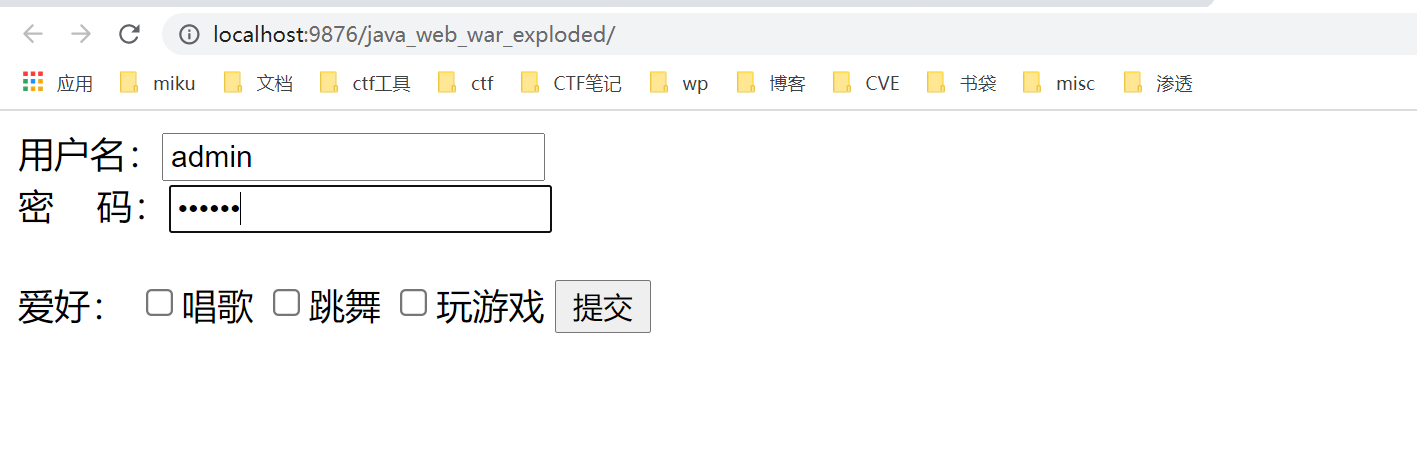 localhost:9876/java_web_war_exploded/
应用 miku 文档 ctf工具 ctf CTF笔记 wp 博客 CVE 书袋 misc 渗透
用户名： admin
密 码： ••••••
爱好： 唱歌 跳舞 玩游戏 提交